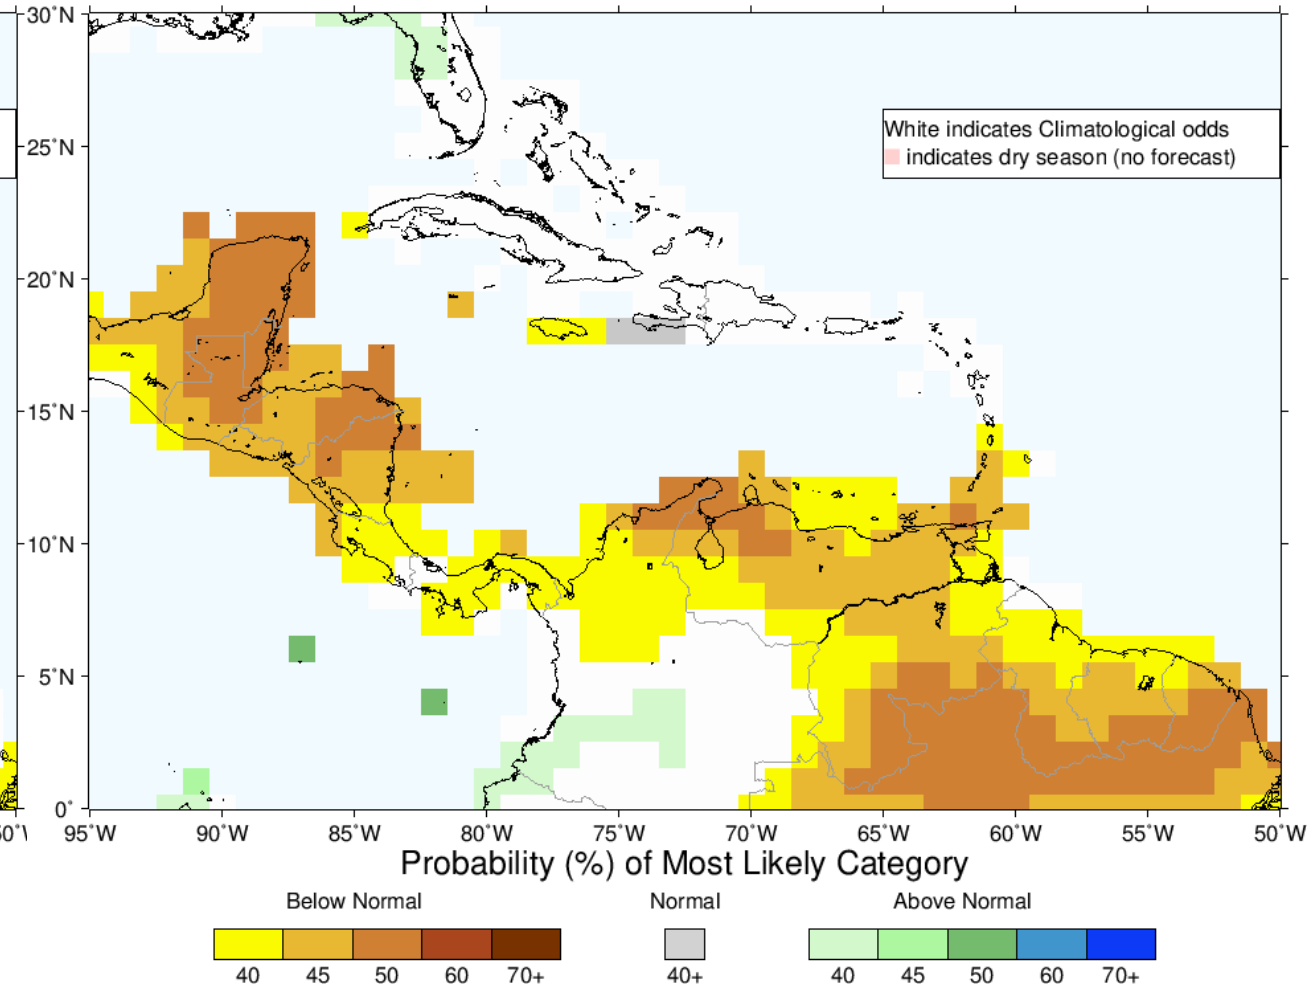 30°N
25°N
20°N
15°N
10°N
5°N
0°
White indicates Climatological odds
indicates dry season (no forecast)
95°W 90°W 85°W 80°W 75°W 70°W 65°W 60°W 55°W 50°W
Probability (%) of Most Likely Category
Below Normal Normal Above Normal
40 45 50 60 70+ 40+ 40 45 50 60 70+